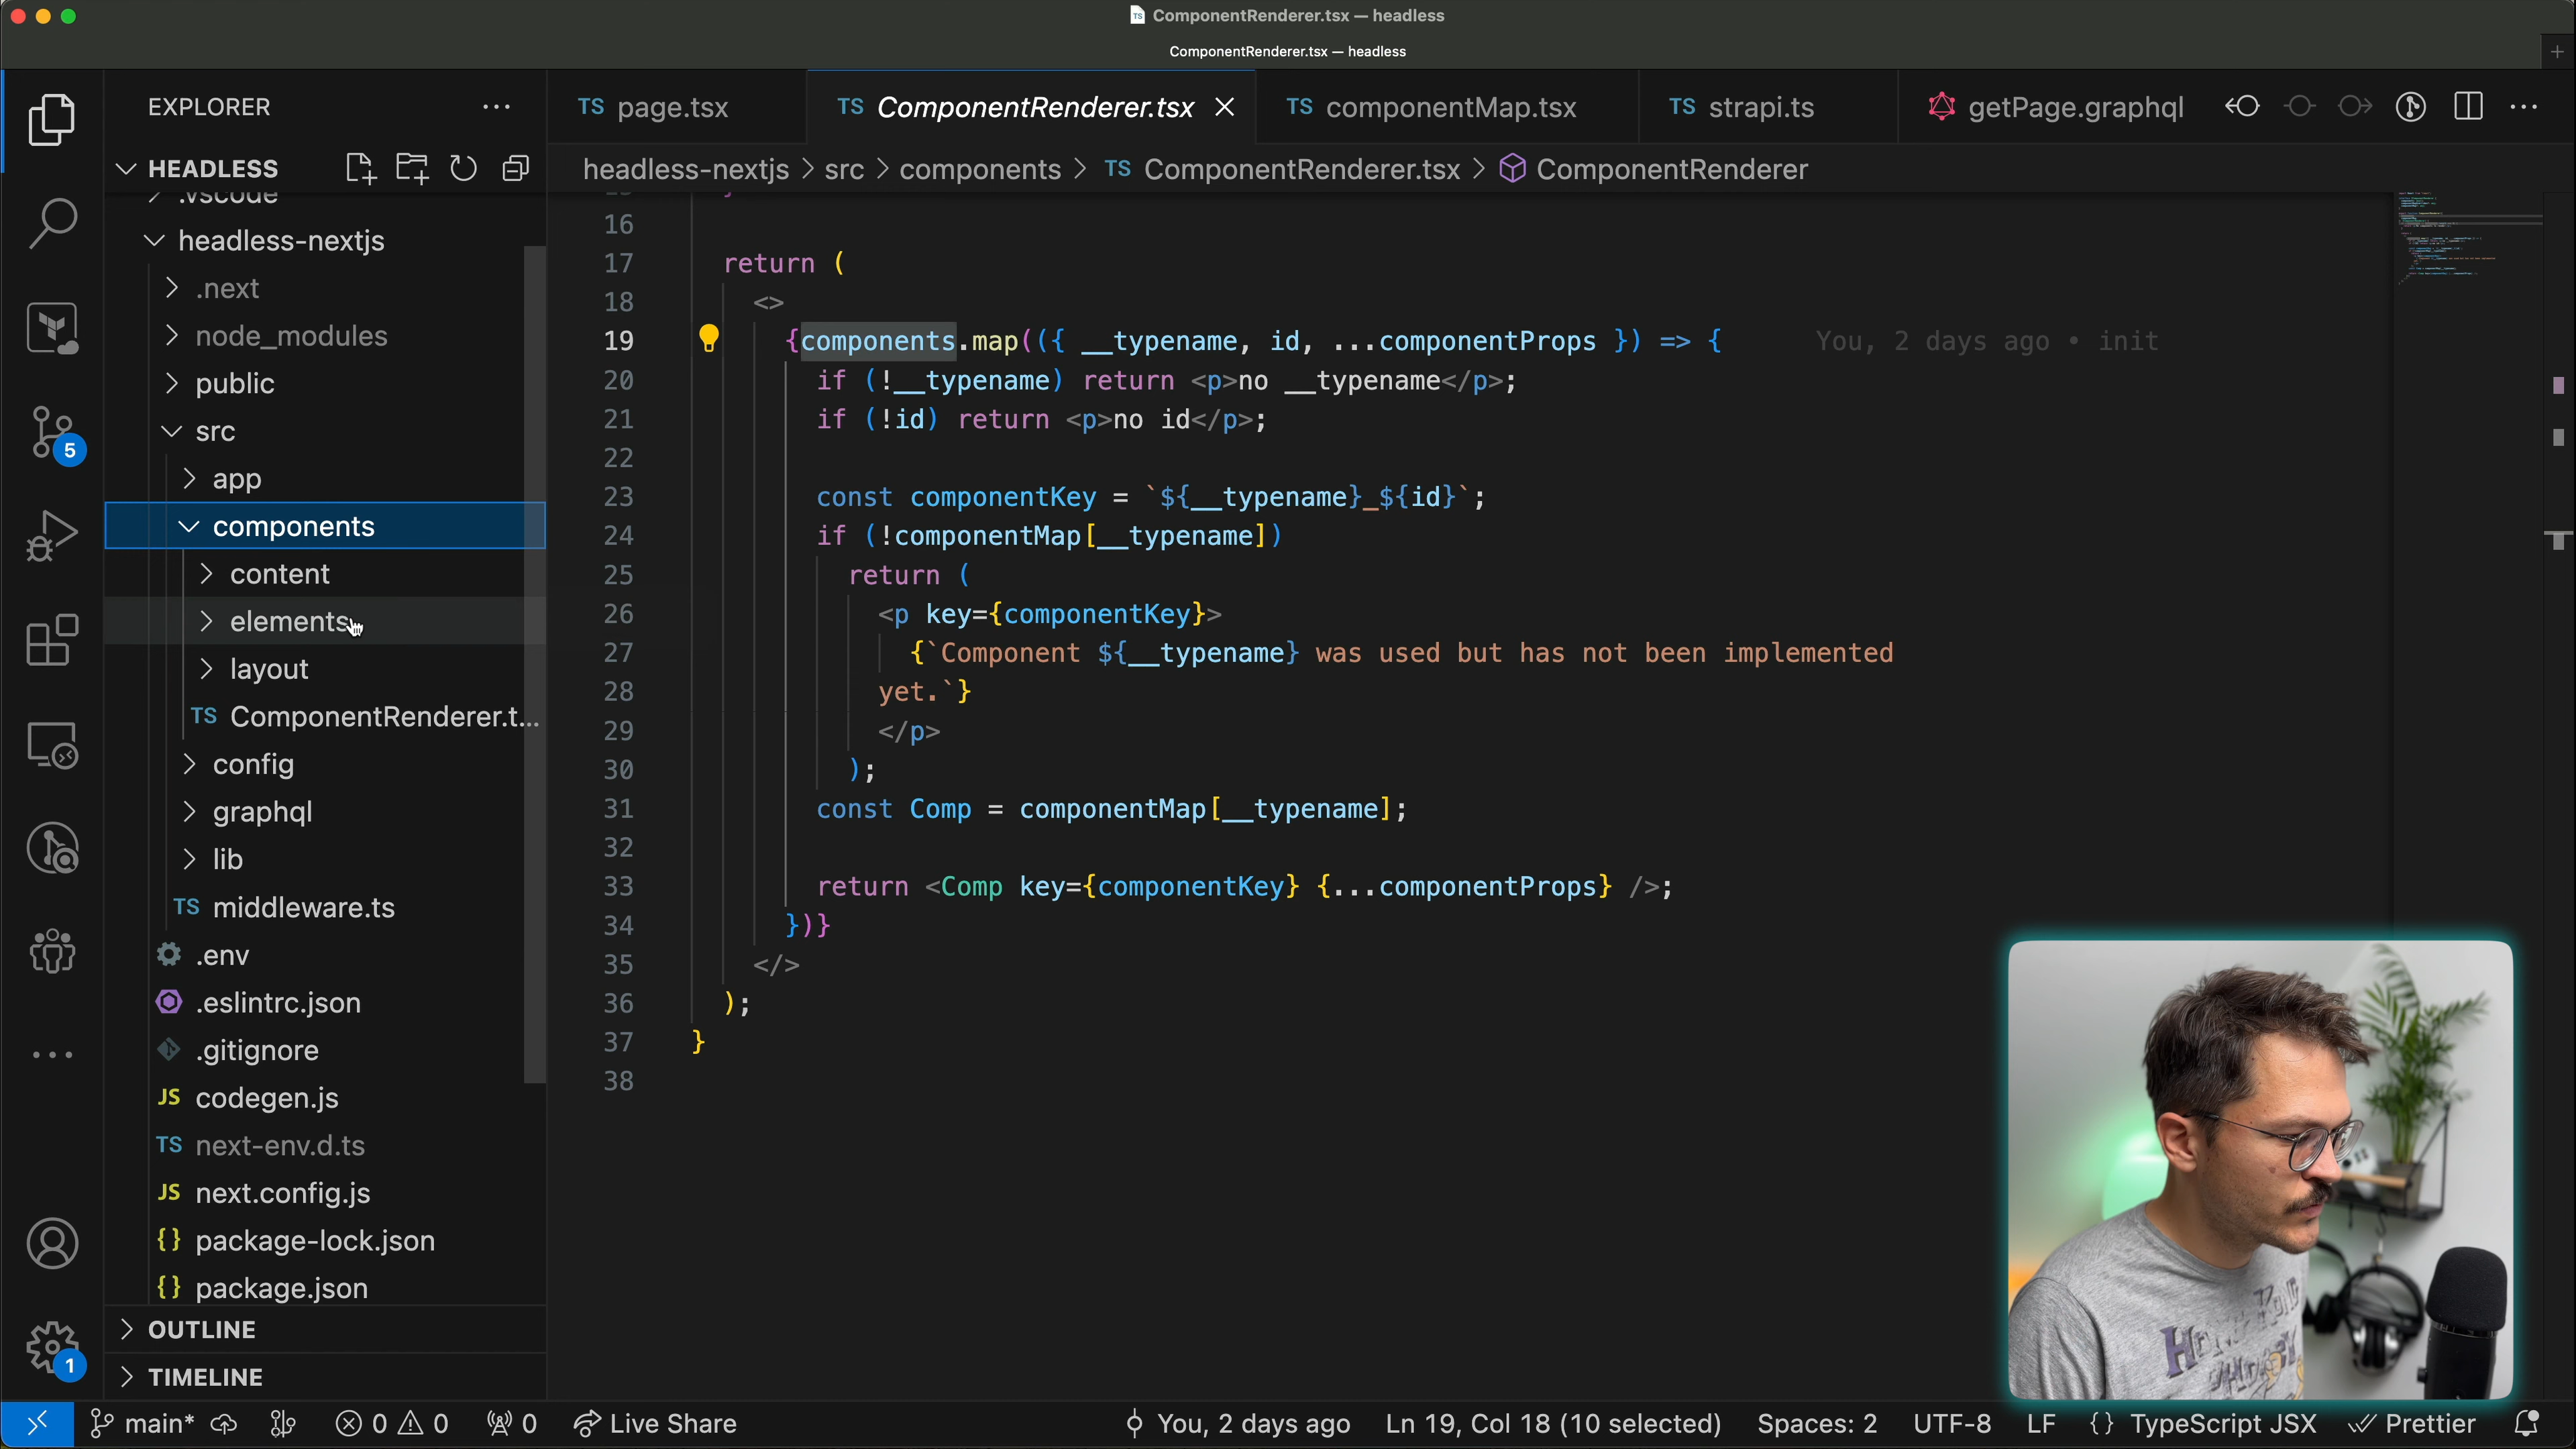 ComponentRenderer.tsx — headless
ComponentRenderer.tsx — headless
EXPLORER
HEADLESS
.vscode
headless-nextjs
.next
node_modules
public
src
app
components
content
elements
layout
TS ComponentRenderer.t...
config
graphql
lib
TS middleware.ts
.env
.eslintrc.json
.gitignore
JS codegen.js
TS next-env.d.ts
JS next.config.js
{} package-lock.json
{} package.json
OUTLINE
TIMELINE
5
1
TS page.tsx
TS ComponentRenderer.tsx
TS componentMap.tsx
TS strapi.ts
getPage.graphql
headless-nextjs > src > components > TS ComponentRenderer.tsx > ComponentRenderer
16
17 return (
18 <>
19 {components.map(({ __typename, id, ...componentProps }) => { You, 2 days ago • init
20 if (!__typename) return <p>no __typename</p>;
21 if (!id) return <p>no id</p>;
22
23 const componentKey = `${__typename}_${id}`;
24 if (!componentMap[__typename])
25 return (
26 <p key={componentKey}>
27 {`Component ${__typename} was used but has not been implemented
28 yet.`}
29 </p>
30 );
31 const Comp = componentMap[__typename];
32
33 return <Comp key={componentKey} {...componentProps} />;
34 })}
35 </>
36 );
37 }
38
main* 0 0 0 Live Share You, 2 days ago Ln 19, Col 18 (10 selected) Spaces: 2 UTF-8 LF {} TypeScript JSX Prettier